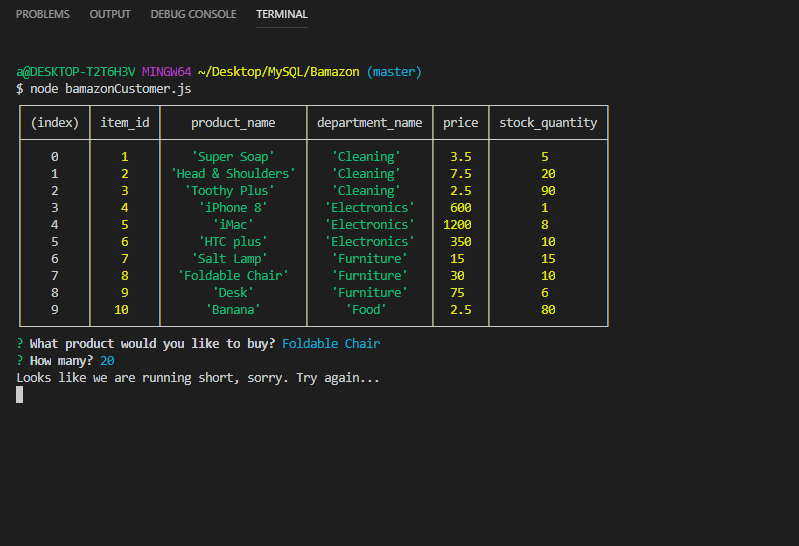 PROBLEMS OUTPUT DEBUG CONSOLE TERMINAL
a@DESKTOP-T2T6H3V MINGW64 ~/Desktop/MySQL/Bamazon (master)
$ node bamazonCustomer.js
(index) item_id product_name department_name price stock_quantity
0 1 'Super Soap' 'Cleaning' 3.5 5
1 2 'Head & Shoulders' 'Cleaning' 7.5 20
2 3 'Toothy Plus' 'Cleaning' 2.5 90
3 4 'iPhone 8' 'Electronics' 600 1
4 5 'iMac' 'Electronics' 1200 8
5 6 'HTC plus' 'Electronics' 350 10
6 7 'Salt Lamp' 'Furniture' 15 15
7 8 'Foldable Chair' 'Furniture' 30 10
8 9 'Desk' 'Furniture' 75 6
9 10 'Banana' 'Food' 2.5 80
? What product would you like to buy? Foldable Chair
? How many? 20
Looks like we are running short, sorry. Try again...